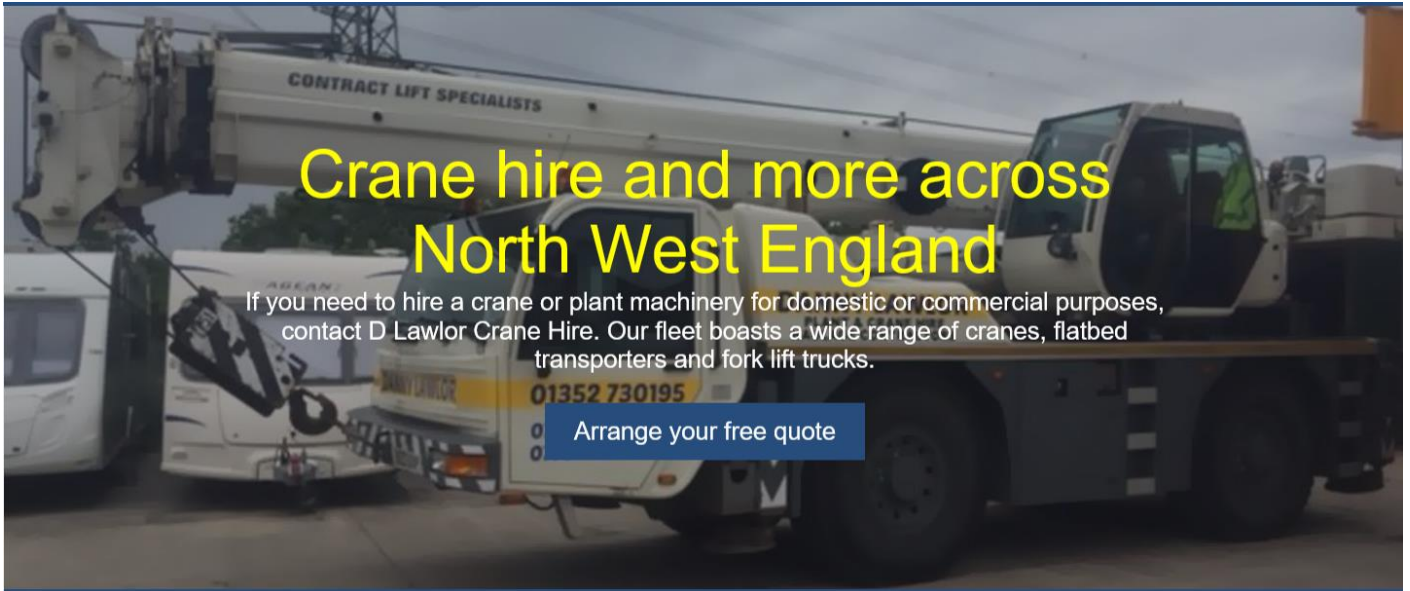 CONTRACT LIFT SPECIALISTS
Crane hire and more across
North West England
If you need to hire a crane or plant machinery for domestic or commercial purposes,
contact D Lawlor Crane Hire. Our fleet boasts a wide range of cranes, flatbed
transporters and fork lift trucks.
DANNY LAWLOR
01352 730195
Arrange your free quote